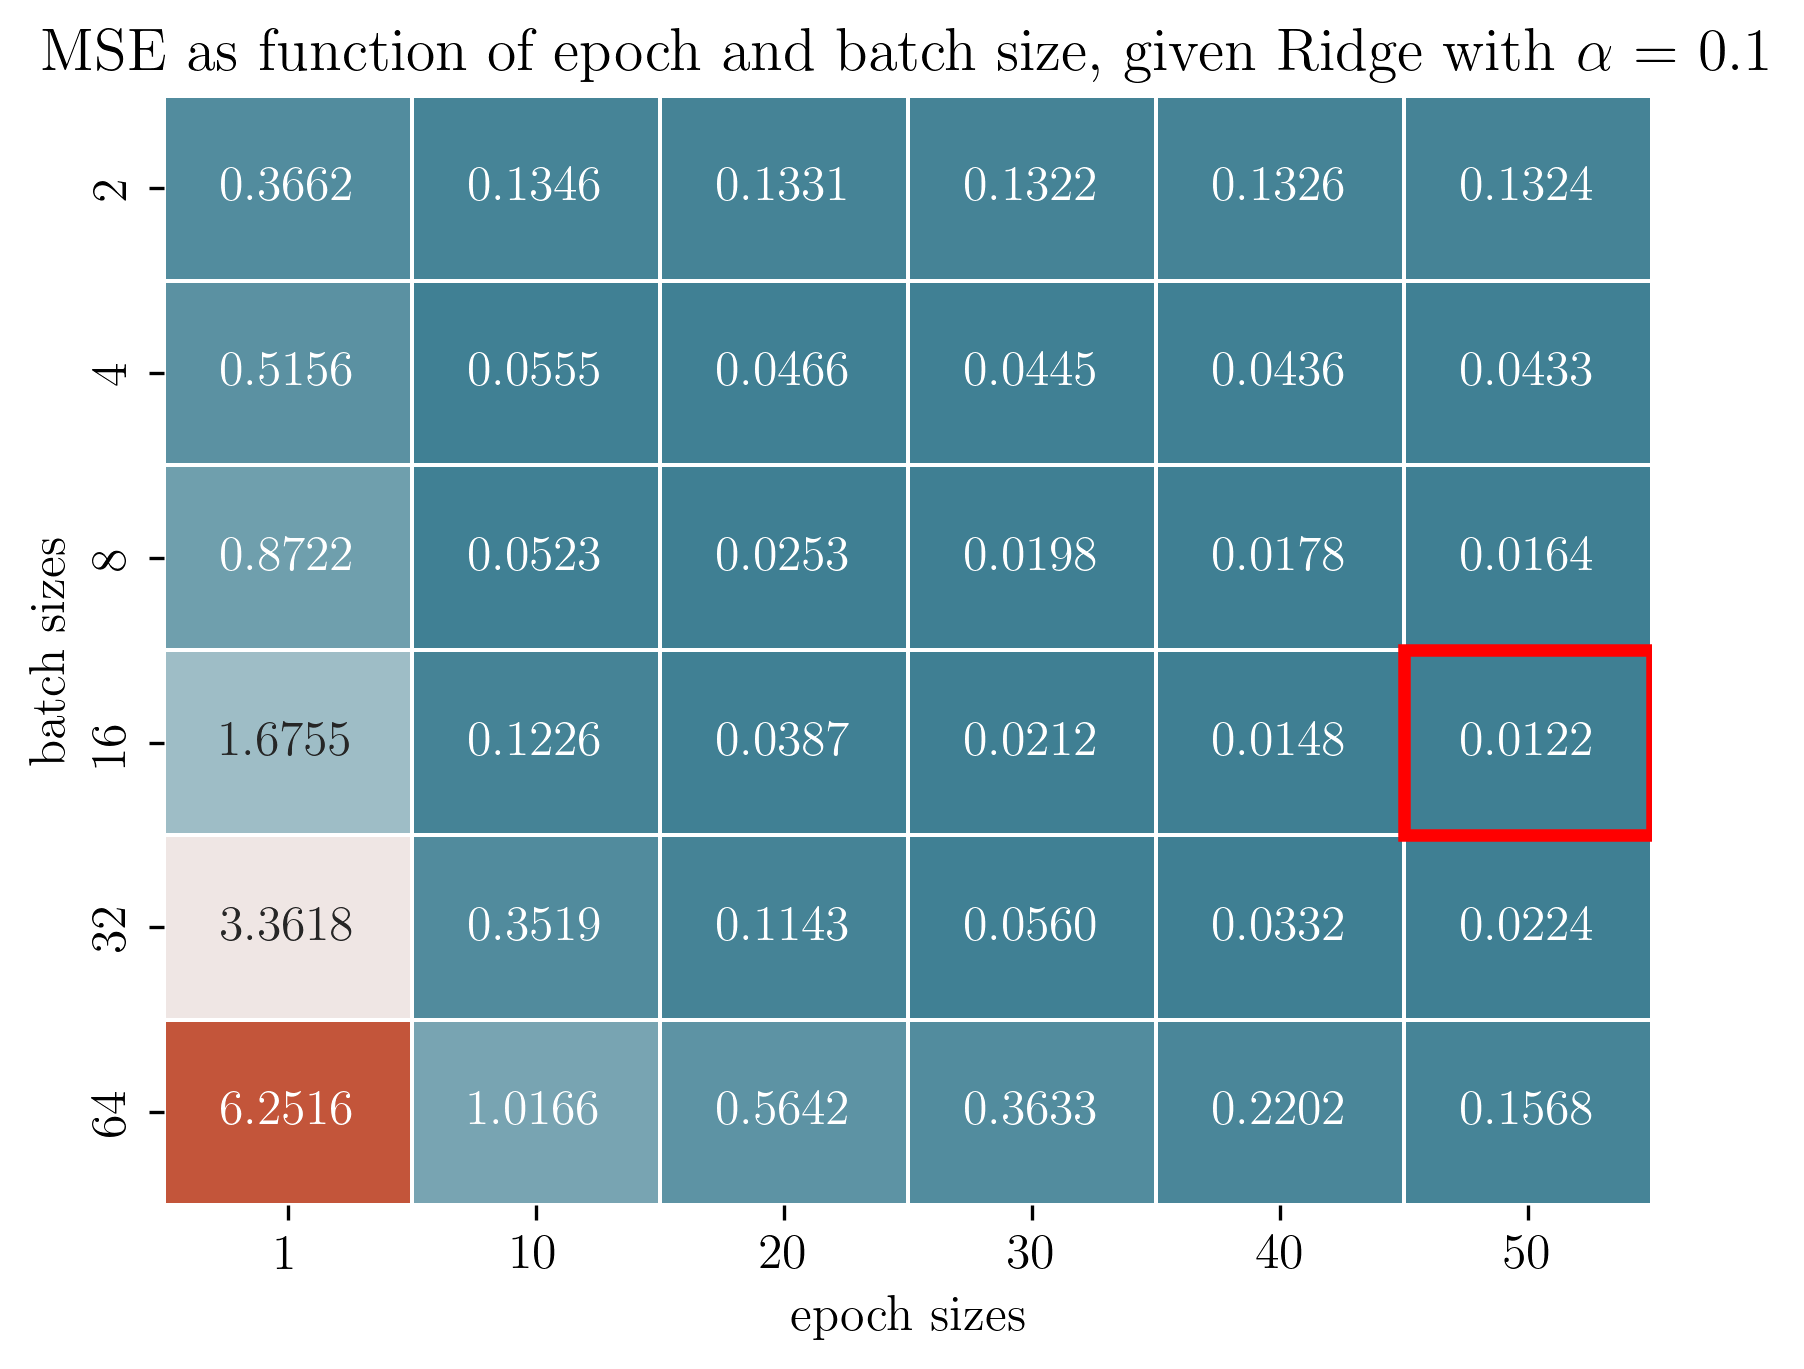 MSE as function of epoch and batch size, given Ridge with α = 0.1
batch sizes
2 0.3662 0.1346 0.1331 0.1322 0.1326 0.1324
4 0.5156 0.0555 0.0466 0.0445 0.0436 0.0433
8 0.8722 0.0523 0.0253 0.0198 0.0178 0.0164
16 1.6755 0.1226 0.0387 0.0212 0.0148 0.0122
32 3.3618 0.3519 0.1143 0.0560 0.0332 0.0224
64 6.2516 1.0166 0.5642 0.3633 0.2202 0.1568
1 10 20 30 40 50
epoch sizes